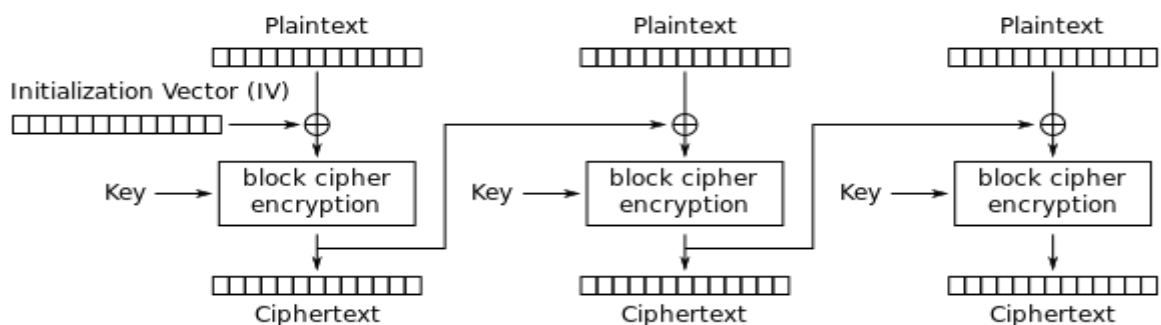 Plaintext
Plaintext
Plaintext
Initialization Vector (IV)
Key
block cipher
encryption
Key
block cipher
encryption
Key
block cipher
encryption
Ciphertext
Ciphertext
Ciphertext